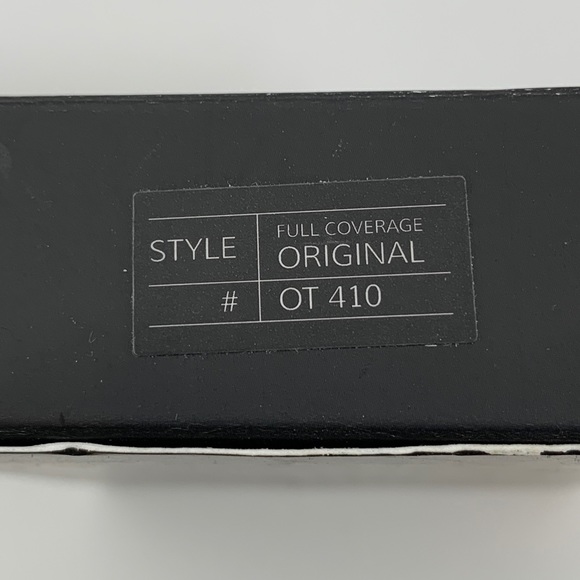 STYLE
FULL COVERAGE
ORIGINAL
# OT 410